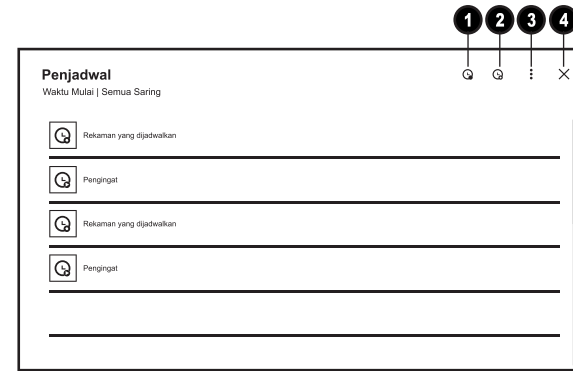 1 2 3 4
Penjadwal
Waktu Mulai | Semua Saring
Rekaman yang dijadwalkan
Pengingat
Rekaman yang dijadwalkan
Pengingat